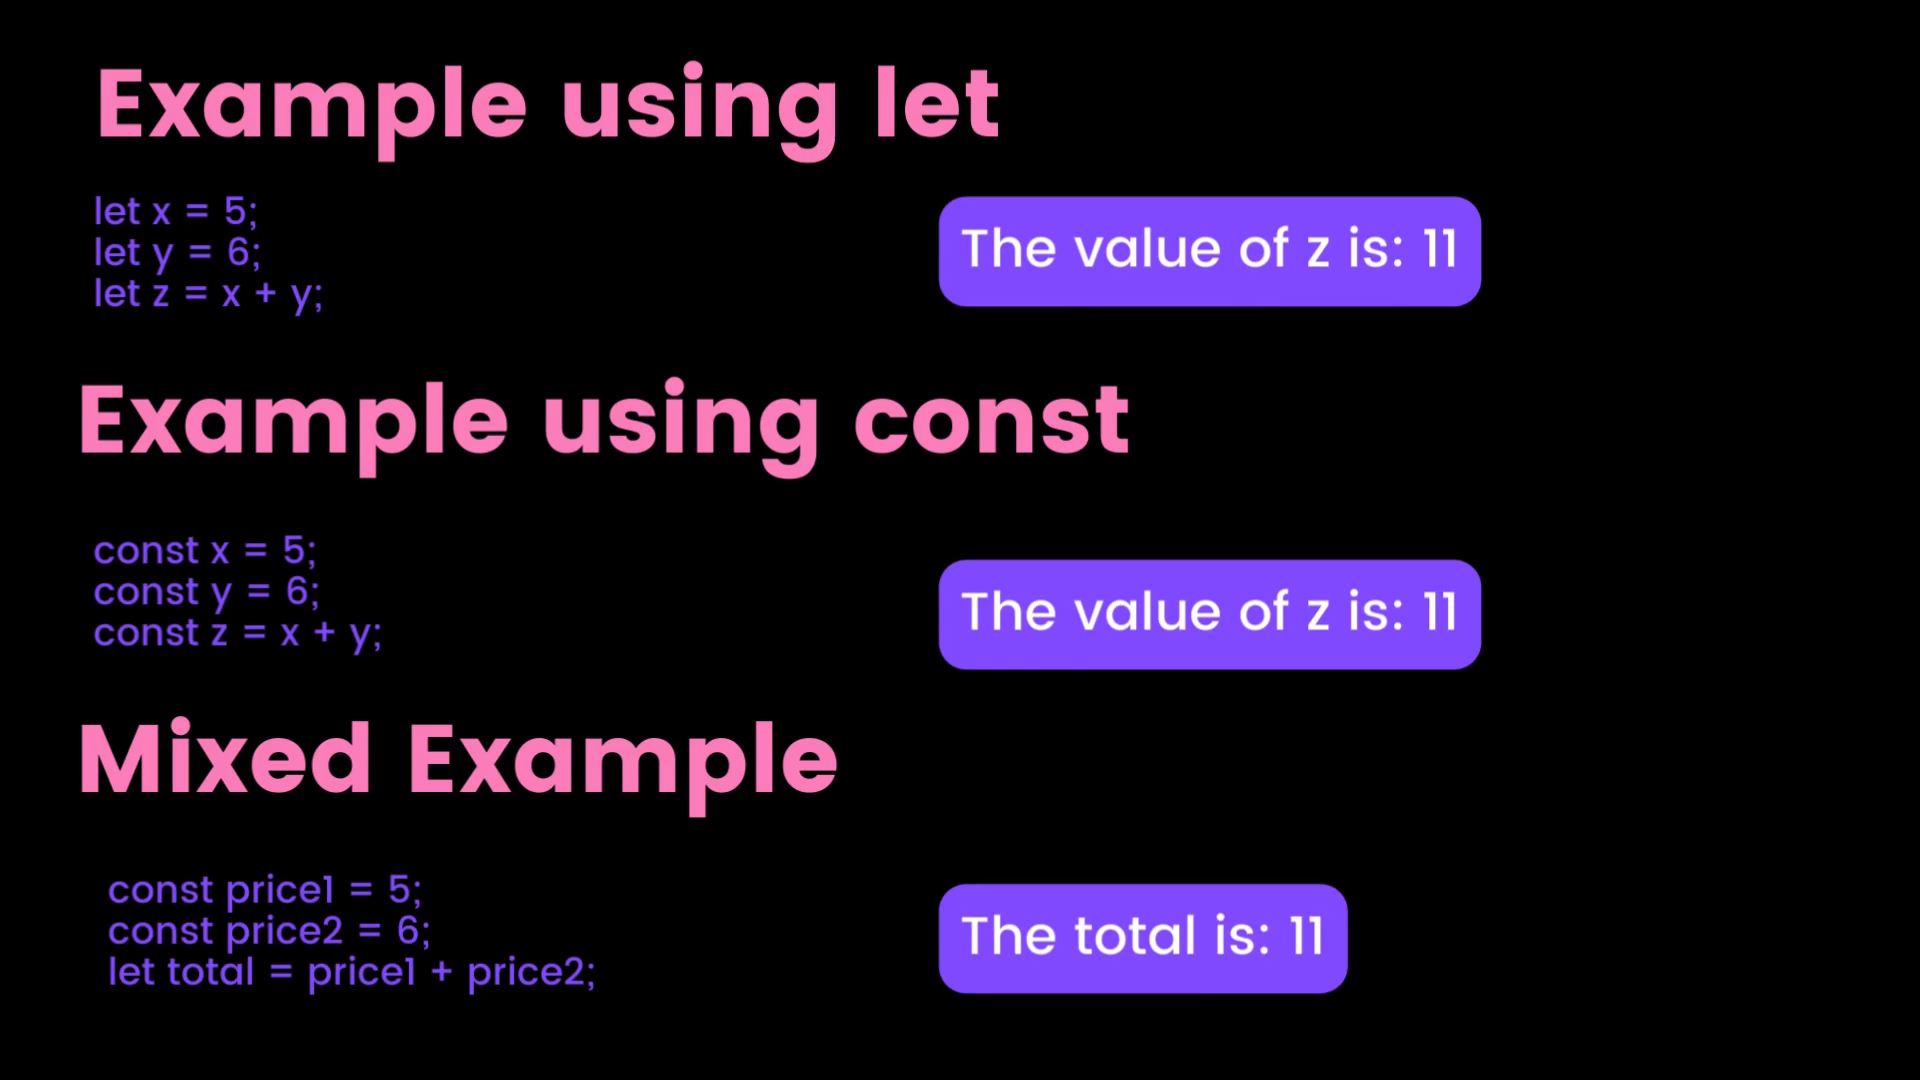 Example using let
let x = 5;
let y = 6;
let z = x + y;
The value of z is: 11
Example using const
const x = 5;
const y = 6;
const z = x + y;
The value of z is: 11
Mixed Example
const price1 = 5;
const price2 = 6;
let total = price1 + price2;
The total is: 11